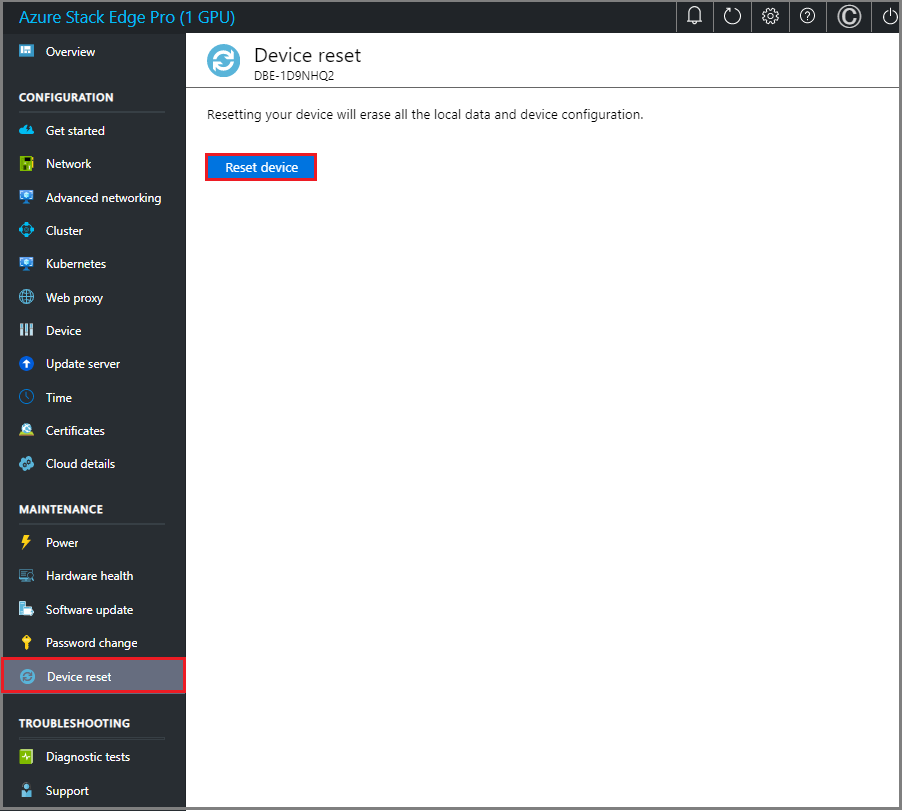 Azure Stack Edge Pro (1 GPU)
Overview
CONFIGURATION
Get started
Network
Advanced networking
Cluster
Kubernetes
Web proxy
Device
Update server
Time
Certificates
Cloud details
MAINTENANCE
Power
Hardware health
Software update
Password change
Device reset
TROUBLESHOOTING
Diagnostic tests
Support
Device reset
DBE-1D9NHQ2
Resetting your device will erase all the local data and device configuration.
Reset device